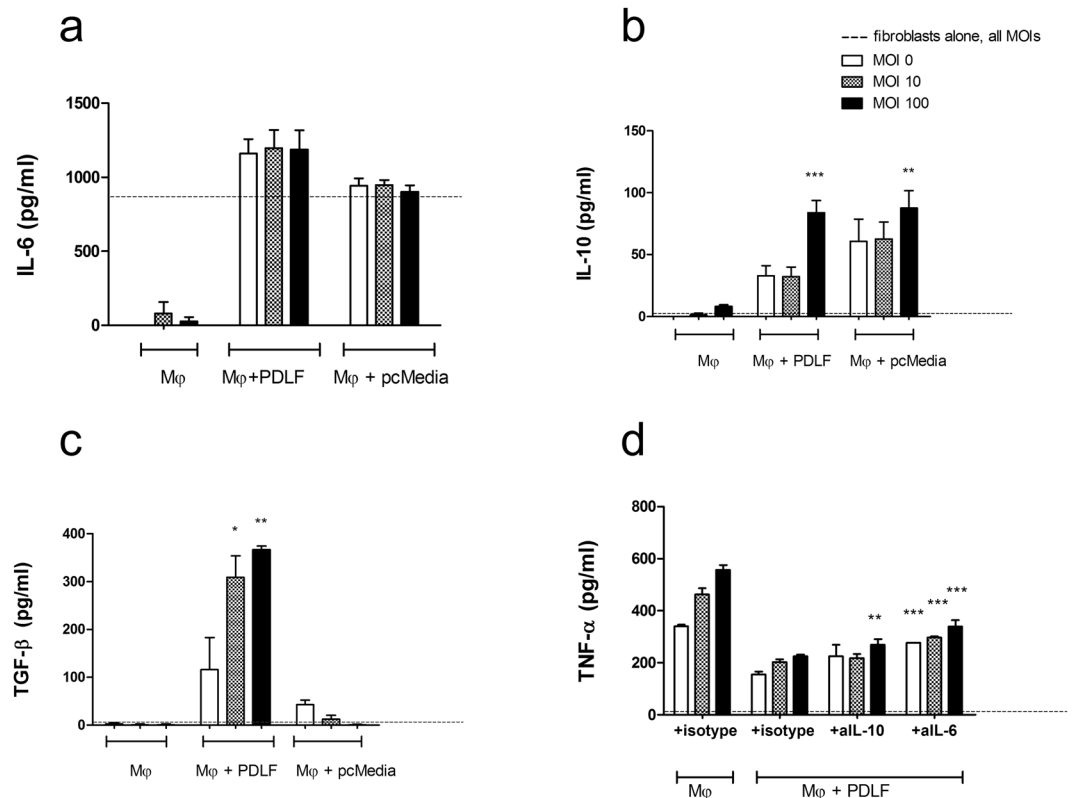 a
IL-6 (pg/ml)
1500
1000
500
0
Mφ
Mφ+PDLF
Mφ + pcMedia
b
fibroblasts alone, all MOIs
MOI 0
MOI 10
MOI 100
IL-10 (pg/ml)
150
100
50
0
***
**
Mφ
Mφ + PDLF
Mφ + pcMedia
c
TGF-β (pg/ml)
400
300
200
100
0
*
**
Mφ
Mφ + PDLF
Mφ + pcMedia
d
TNF-α (pg/ml)
800
600
400
200
0
**
***
***
***
+isotype
+isotype
+aIL-10
+aIL-6
Mφ
Mφ + PDLF